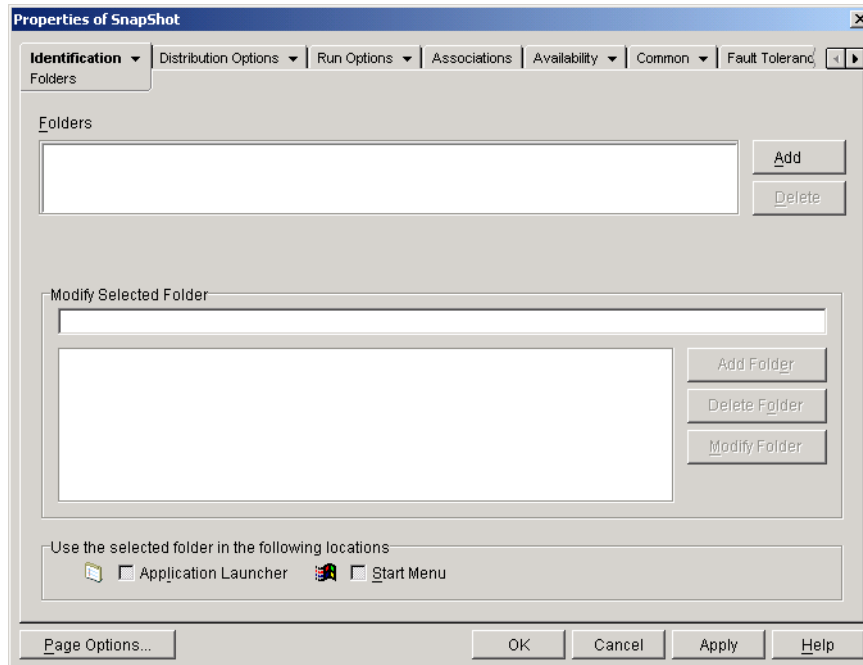 Properties of SnapShot
Identification Distribution Options Run Options Associations Availability Common Fault Toleranc
Folders
Folders
Add
Delete
Modify Selected Folder
Add Folder
Delete Folder
Modify Folder
Use the selected folder in the following locations
Application Launcher Start Menu
Page Options... OK Cancel Apply Help